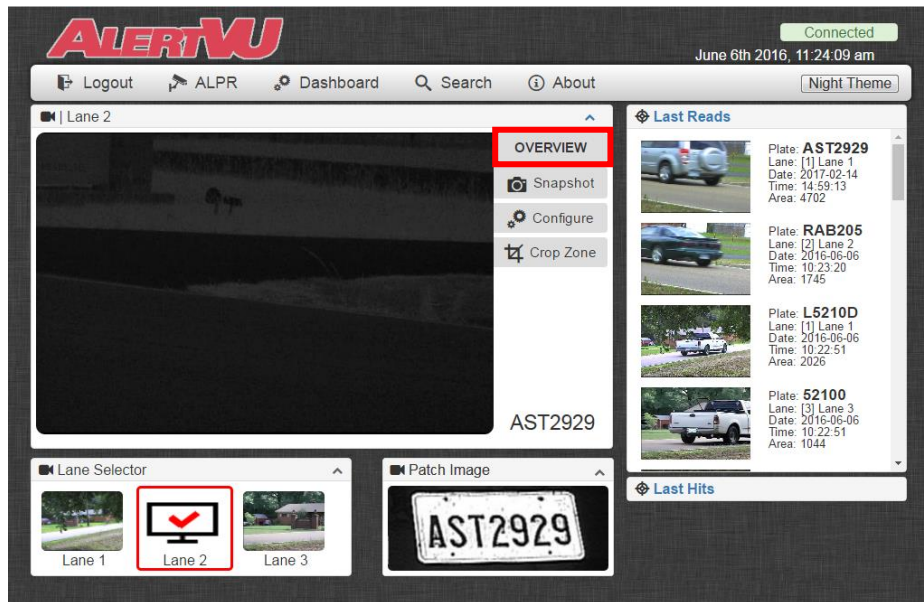 ALERTVU
Connected
June 6th 2016, 11:24:09 am
Logout ALPR Dashboard Search About Night Theme
| Lane 2
OVERVIEW
Snapshot
Configure
Crop Zone
AST2929
Lane Selector
Lane 1 Lane 2 Lane 3
Patch Image
AST2929
Last Reads
Plate: AST2929
Lane: [1] Lane 1
Date: 2017-02-14
Time: 14:59:13
Area: 4702
Plate: RAB205
Lane: [2] Lane 2
Date: 2016-06-06
Time: 10:23:20
Area: 1745
Plate: L5210D
Lane: [1] Lane 1
Date: 2016-06-06
Time: 10:22:51
Area: 2026
Plate: 52100
Lane: [3] Lane 3
Date: 2016-06-06
Time: 10:22:51
Area: 1044
Last Hits